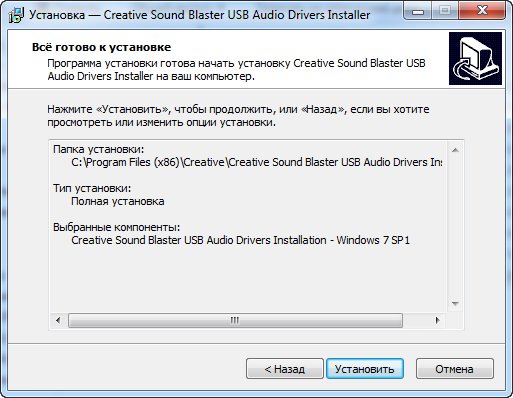 Установка — Creative Sound Blaster USB Audio Drivers Installer
Всё готово к установке
Программа установки готова начать установку Creative Sound Blaster USB
Audio Drivers Installer на ваш компьютер.
Нажмите «Установить», чтобы продолжить, или «Назад», если вы хотите
просмотреть или изменить опции установки.
Папка установки:
C:\Program Files (x86)\Creative\Creative Sound Blaster USB Audio Drivers Ins
Тип установки:
Полная установка
Выбранные компоненты:
Creative Sound Blaster USB Audio Drivers Installation - Windows 7 SP1
< Назад
Установить
Отмена